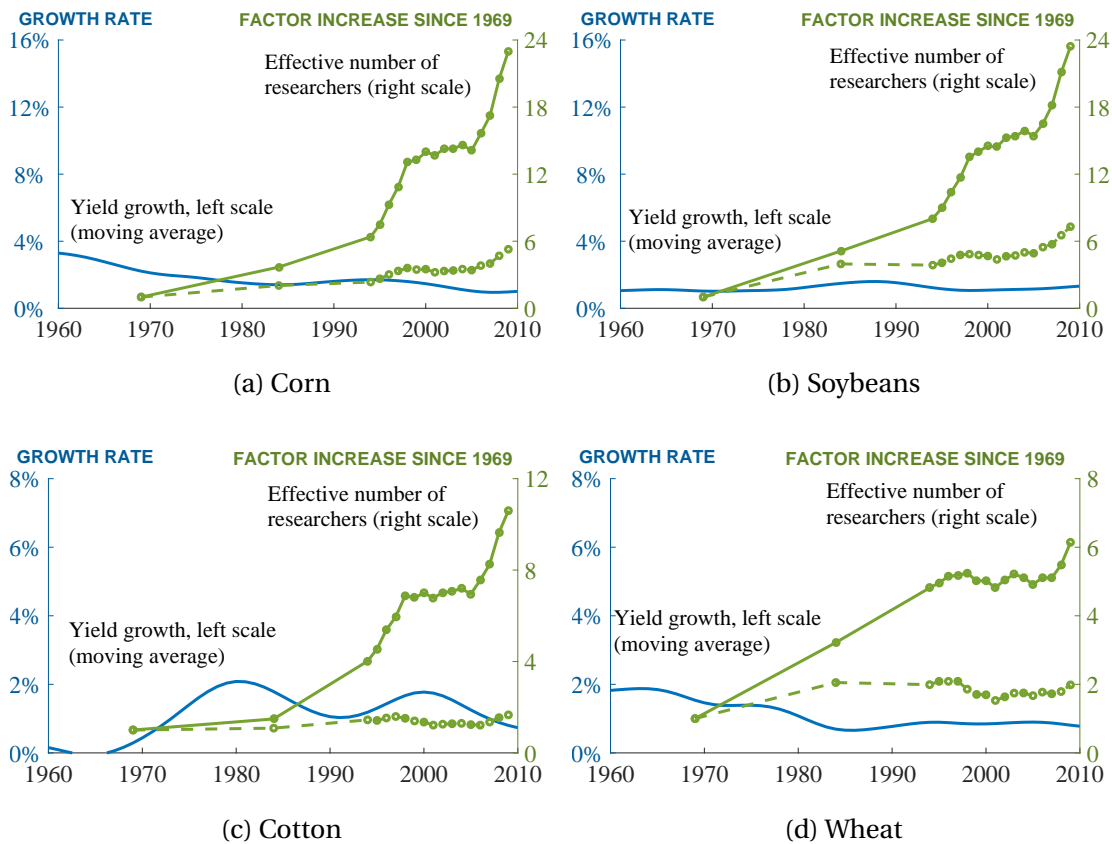 GROWTH RATE
FACTOR INCREASE SINCE 1969
16%
12%
8%
4%
0%
24
18
12
6
0
Effective number of
researchers (right scale)
Yield growth, left scale
(moving average)
1960 1970 1980 1990 2000 2010
(a) Corn
GROWTH RATE
FACTOR INCREASE SINCE 1969
16%
12%
8%
4%
0%
24
18
12
6
0
Effective number of
researchers (right scale)
Yield growth, left scale
(moving average)
1960 1970 1980 1990 2000 2010
(b) Soybeans
GROWTH RATE
FACTOR INCREASE SINCE 1969
8%
6%
4%
2%
0%
12
8
4
0
Effective number of
researchers (right scale)
Yield growth, left scale
(moving average)
1960 1970 1980 1990 2000 2010
(c) Cotton
GROWTH RATE
FACTOR INCREASE SINCE 1969
8%
6%
4%
2%
0%
8
6
4
2
0
Effective number of
researchers (right scale)
Yield growth, left scale
(moving average)
1960 1970 1980 1990 2000 2010
(d) Wheat